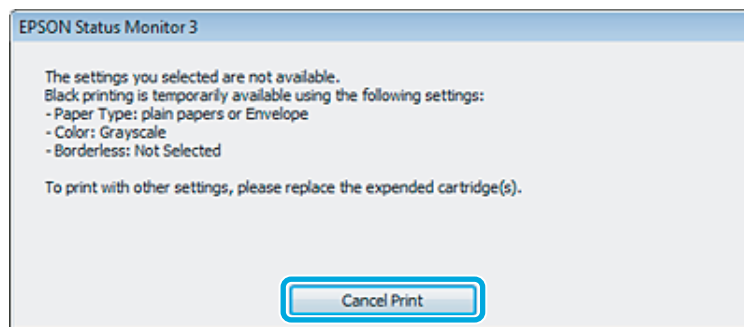 EPSON Status Monitor 3
The settings you selected are not available.
Black printing is temporarily available using the following settings:
- Paper Type: plain papers or Envelope
- Color: Grayscale
- Borderless: Not Selected
To print with other settings, please replace the expended cartridge(s).
Cancel Print